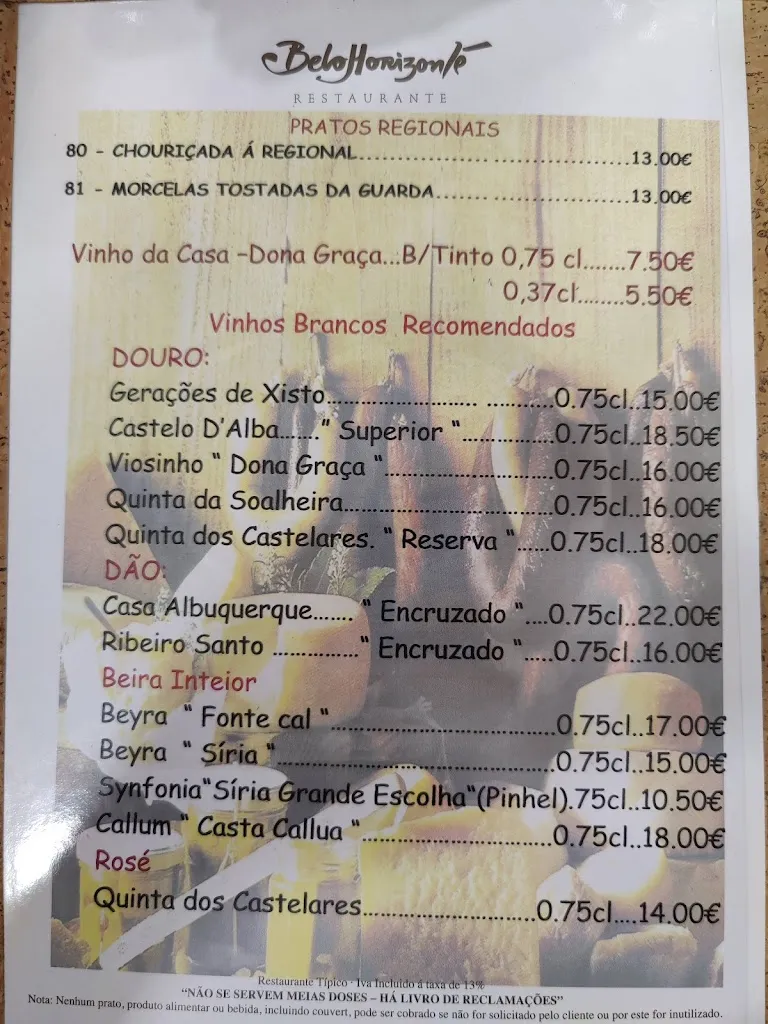 BeloHorizonte
RESTAURANTE
PRATOS REGIONAIS
80 - CHOURIÇADA Á REGIONAL.................................13.00€
81 - MORCELAS TOSTADAS DA GUARDA..........................13.00€
Vinho da Casa -Dona Graça...B/Tinto 0,75 cl.......7.50€
0,37cl........5.50€
Vinhos Brancos Recomendados
DOURO:
Gerações de Xisto........................... ............0.75cl..15.00€
Castelo D'Alba.......” Superior “..............0.75cl..18.50€
Viosinho “ Dona Graça “.........................0.75cl..16.00€
Quinta da Soalheira................................0.75cl..16.00€
Quinta dos Castelares. “ Reserva “......0.75cl..18.00€
DÃO:
Casa Albuquerque....... “ Encruzado “....0.75cl..22.00€
Ribeiro Santo ...............“ Encruzado “.....0.75cl..16.00€
Beira Inteior
Beyra “ Fonte cal “..................................0.75cl..17.00€
Beyra “ Síria “..........................................0.75cl..15.00€
Synfonia“Síria Grande Escolha“(Pinhel).75cl..10.50€
Callum “ Casta Callua “............................0.75cl..18.00€
Rosé
Quinta dos Castelares..........................0.75cl....14.00€
Restaurante Típico · Iva Incluído á taxa de 13%
“NÃO SE SERVEM MEIAS DOSES – HÁ LIVRO DE RECLAMAÇÕES”
Nota: Nenhum prato, produto alimentar ou bebida, incluindo couvert, pode ser cobrado se não for solicitado pelo cliente ou por este for inutilizado.